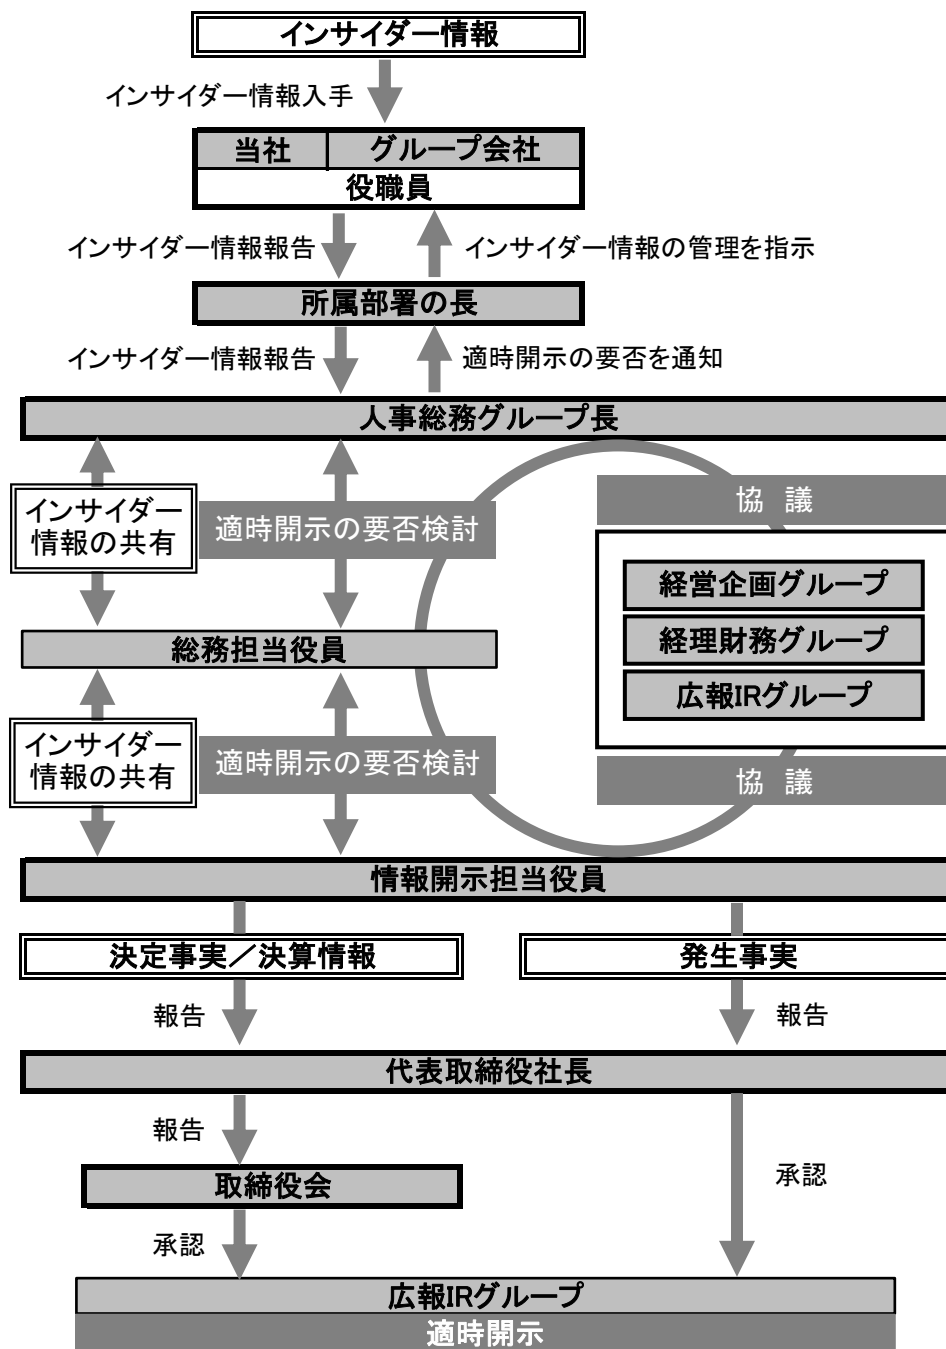 インサイダー情報
インサイダー情報入手
当社 グループ会社
役職員
インサイダー情報報告 インサイダー情報の管理を指示
所属部署の長
インサイダー情報報告 適時開示の要否を通知
人事総務グループ長
インサイダー
情報の共有
適時開示の要否検討
協 議
経営企画グループ
経理財務グループ
広報IRグループ
総務担当役員
インサイダー
情報の共有
適時開示の要否検討
協 議
情報開示担当役員
決定事実／決算情報 発生事実
報告 報告
代表取締役社長
報告
取締役会
承認
承認
広報IRグループ
適時開示